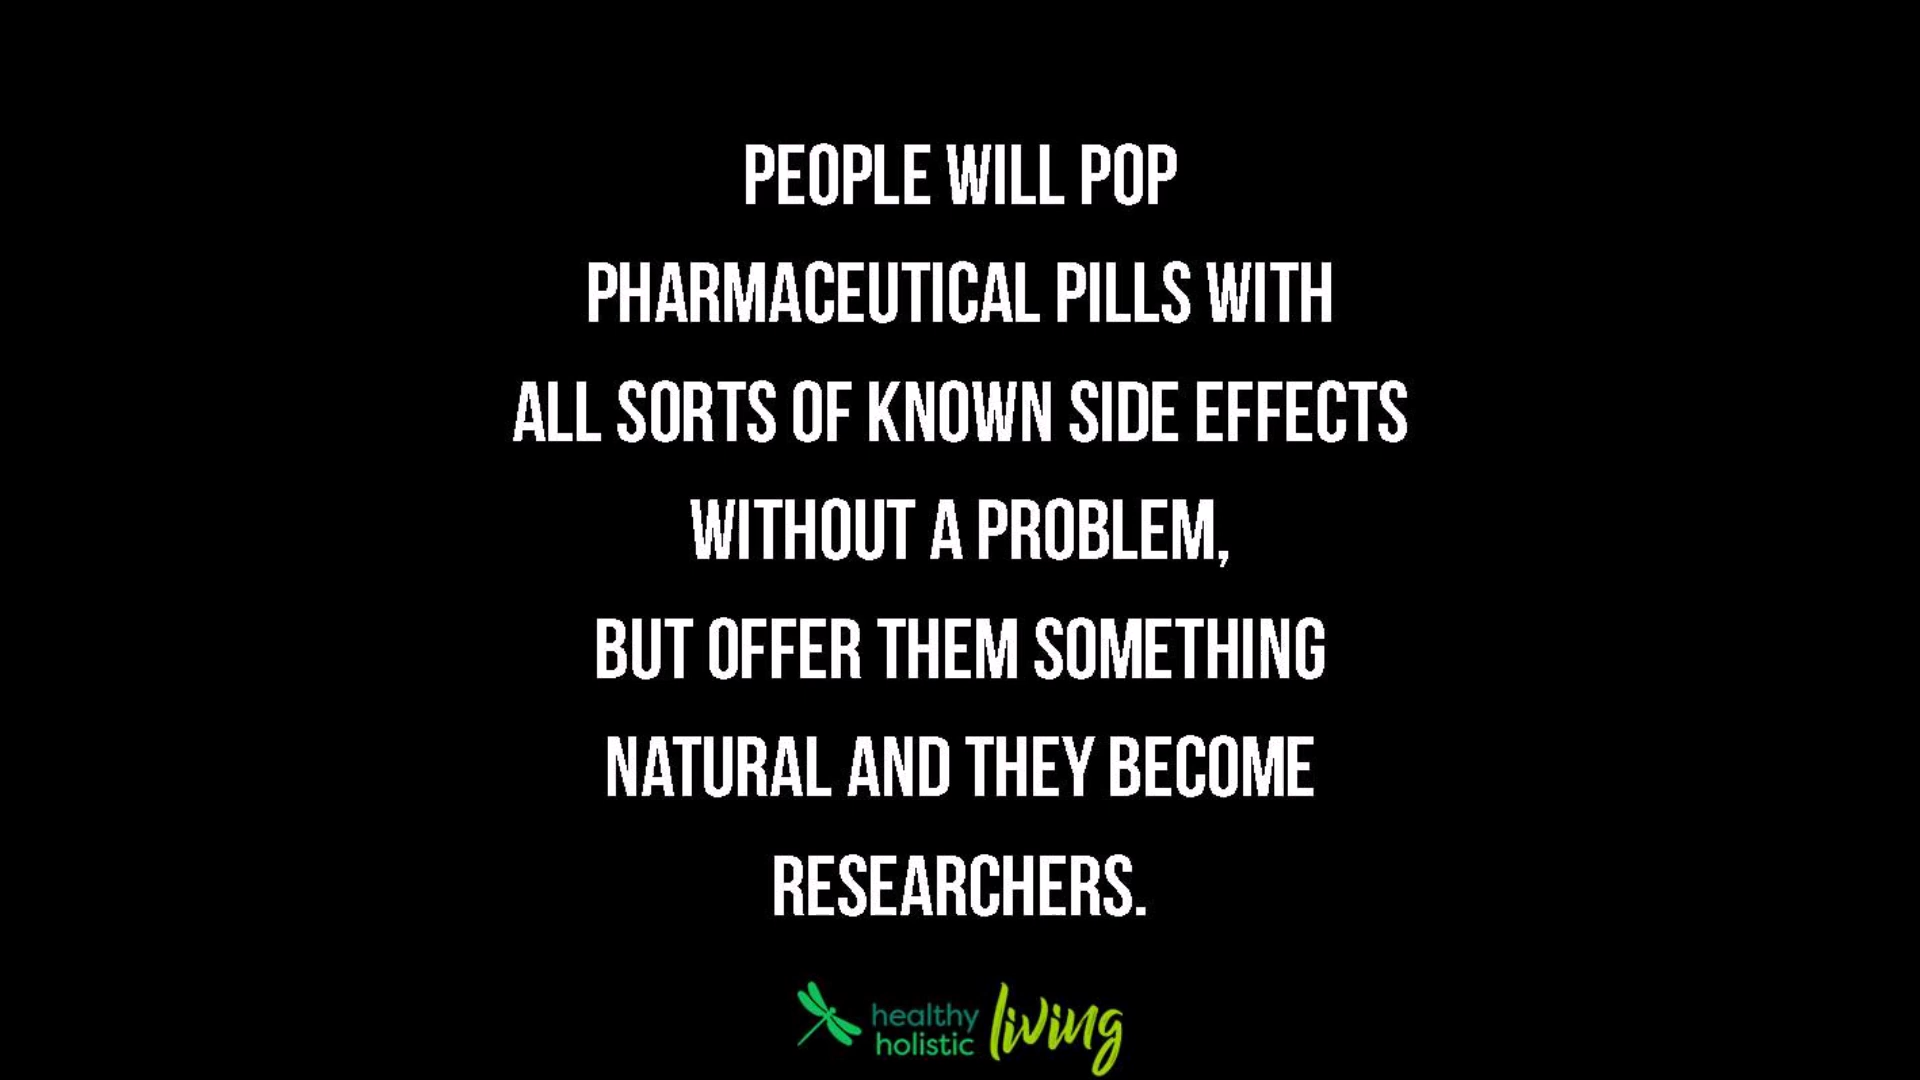 PEOPLE WILL POP
PHARMACEUTICAL PILLS WITH
ALL SORTS OF KNOWN SIDE EFFECTS
WITHOUT A PROBLEM,
BUT OFFER THEM SOMETHING
NATURAL AND THEY BECOME
RESEARCHERS.
healthy
holistic living